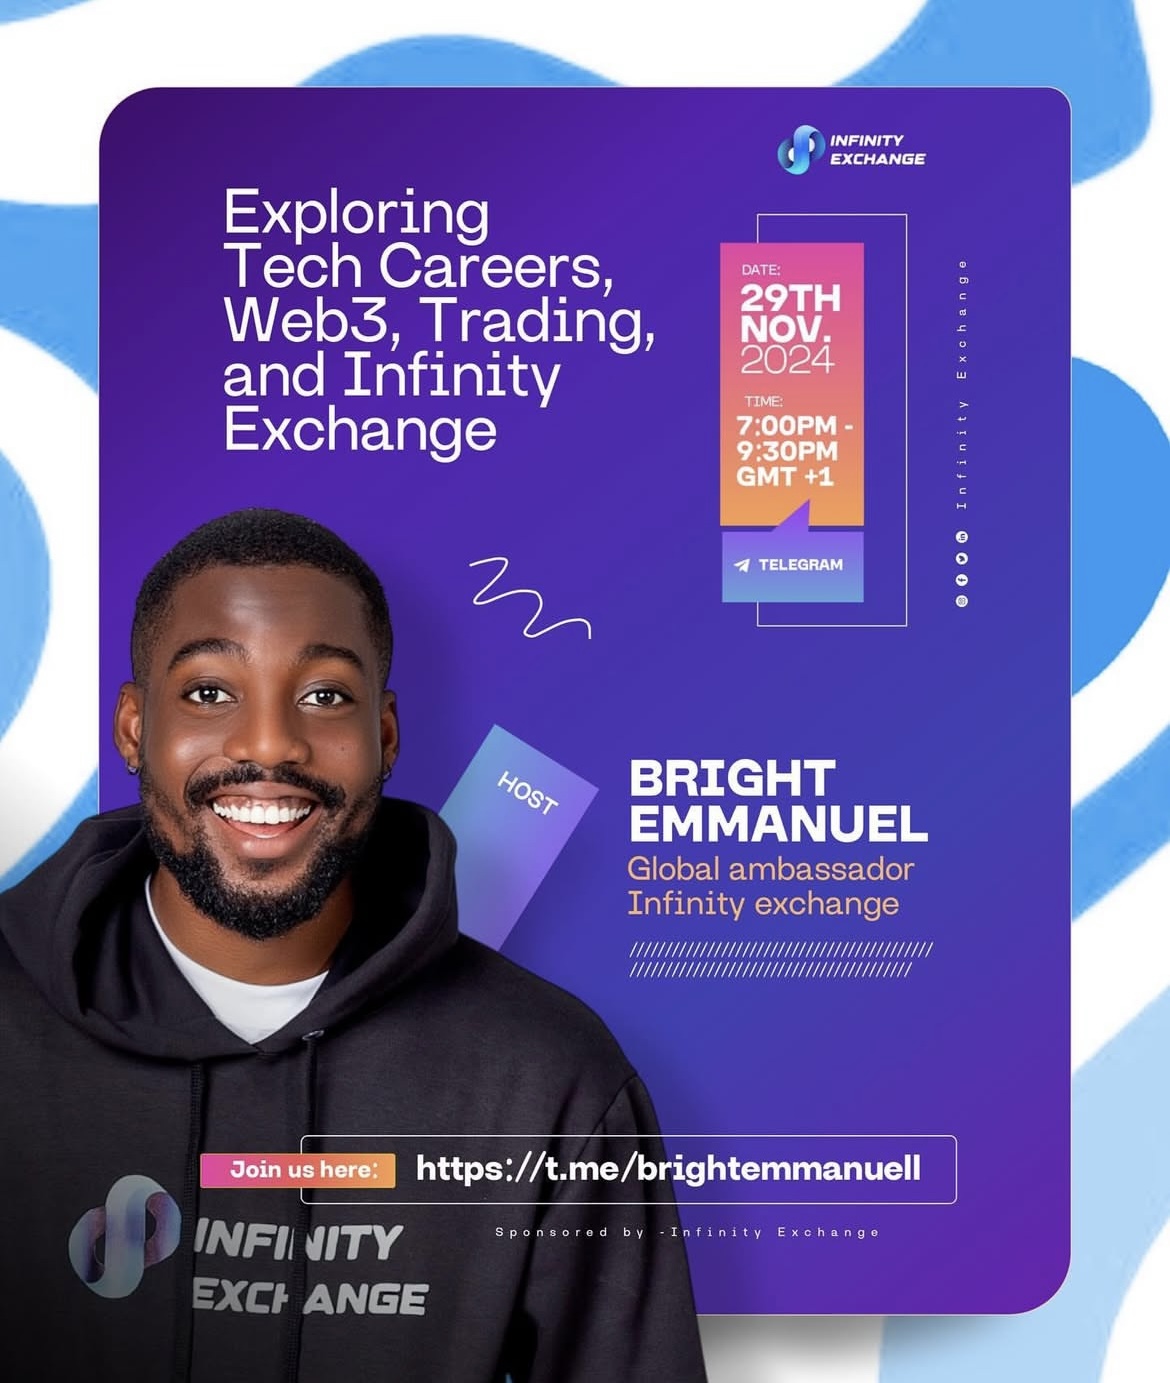 INFINITY
EXCHANGE
Exploring
Tech Careers,
Web3, Trading,
and Infinity
Exchange
DATE:
29TH
NOV.
2024
TIME:
7:00PM -
9:30PM
GMT +1
TELEGRAM
Infinity Exchange
HOST
BRIGHT
EMMANUEL
Global ambassador
Infinity exchange
Join us here:
https://t.me/brightemmanuell
Sponsored by -Infinity Exchange
INFINITY
EXCHANGE